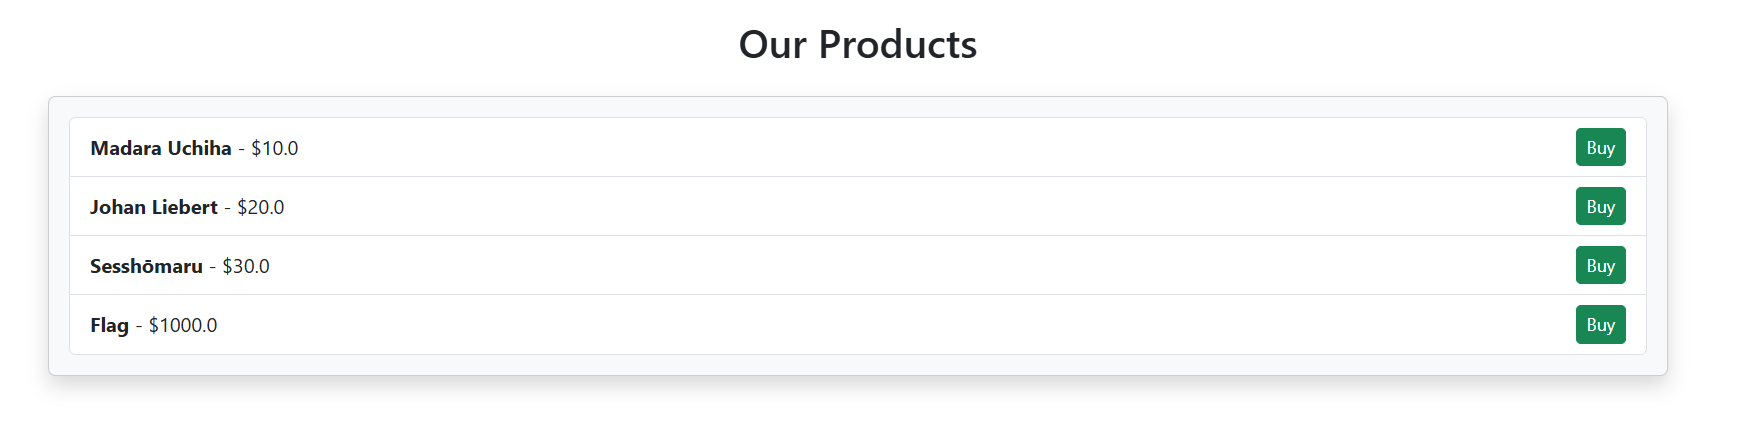 Our Products
Madara Uchiha - $10.0 Buy
Johan Liebert - $20.0 Buy
Sesshōmaru - $30.0 Buy
Flag - $1000.0 Buy